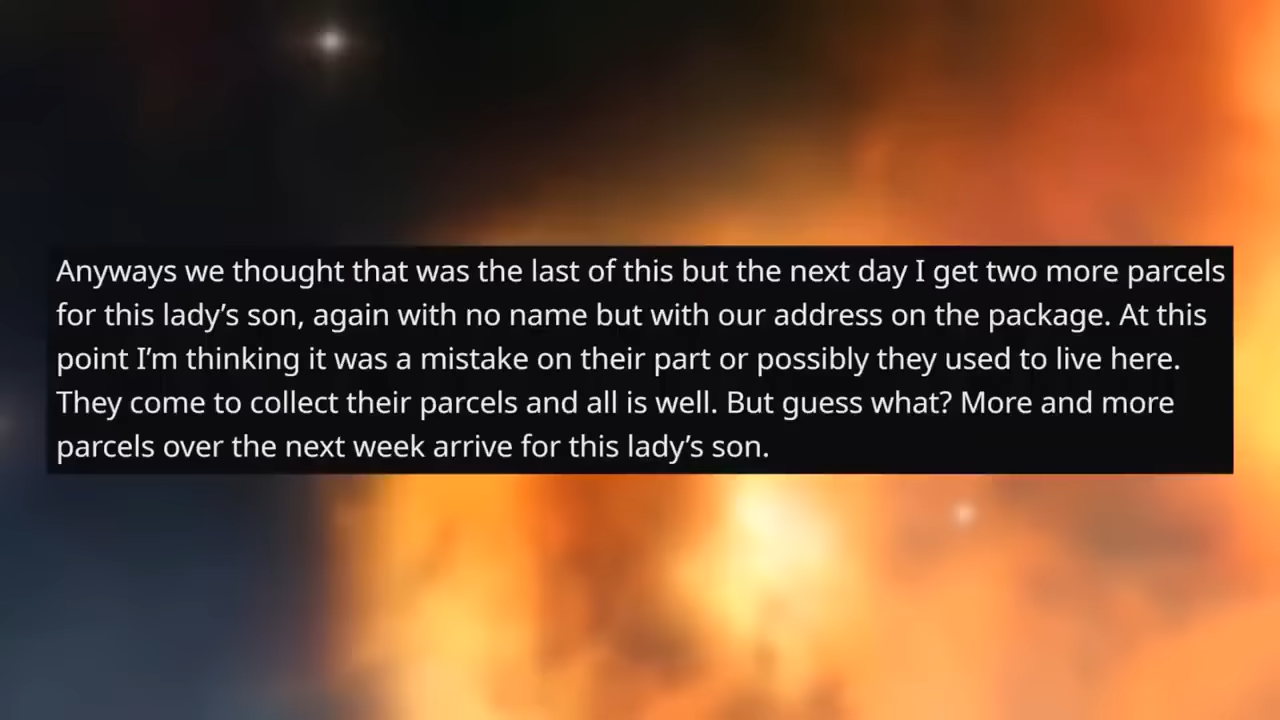 Anyways we thought that was the last of this but the next day I get two more parcels
for this lady’s son, again with no name but with our address on the package. At this
point I’m thinking it was a mistake on their part or possibly they used to live here.
They come to collect their parcels and all is well. But guess what? More and more
parcels over the next week arrive for this lady’s son.